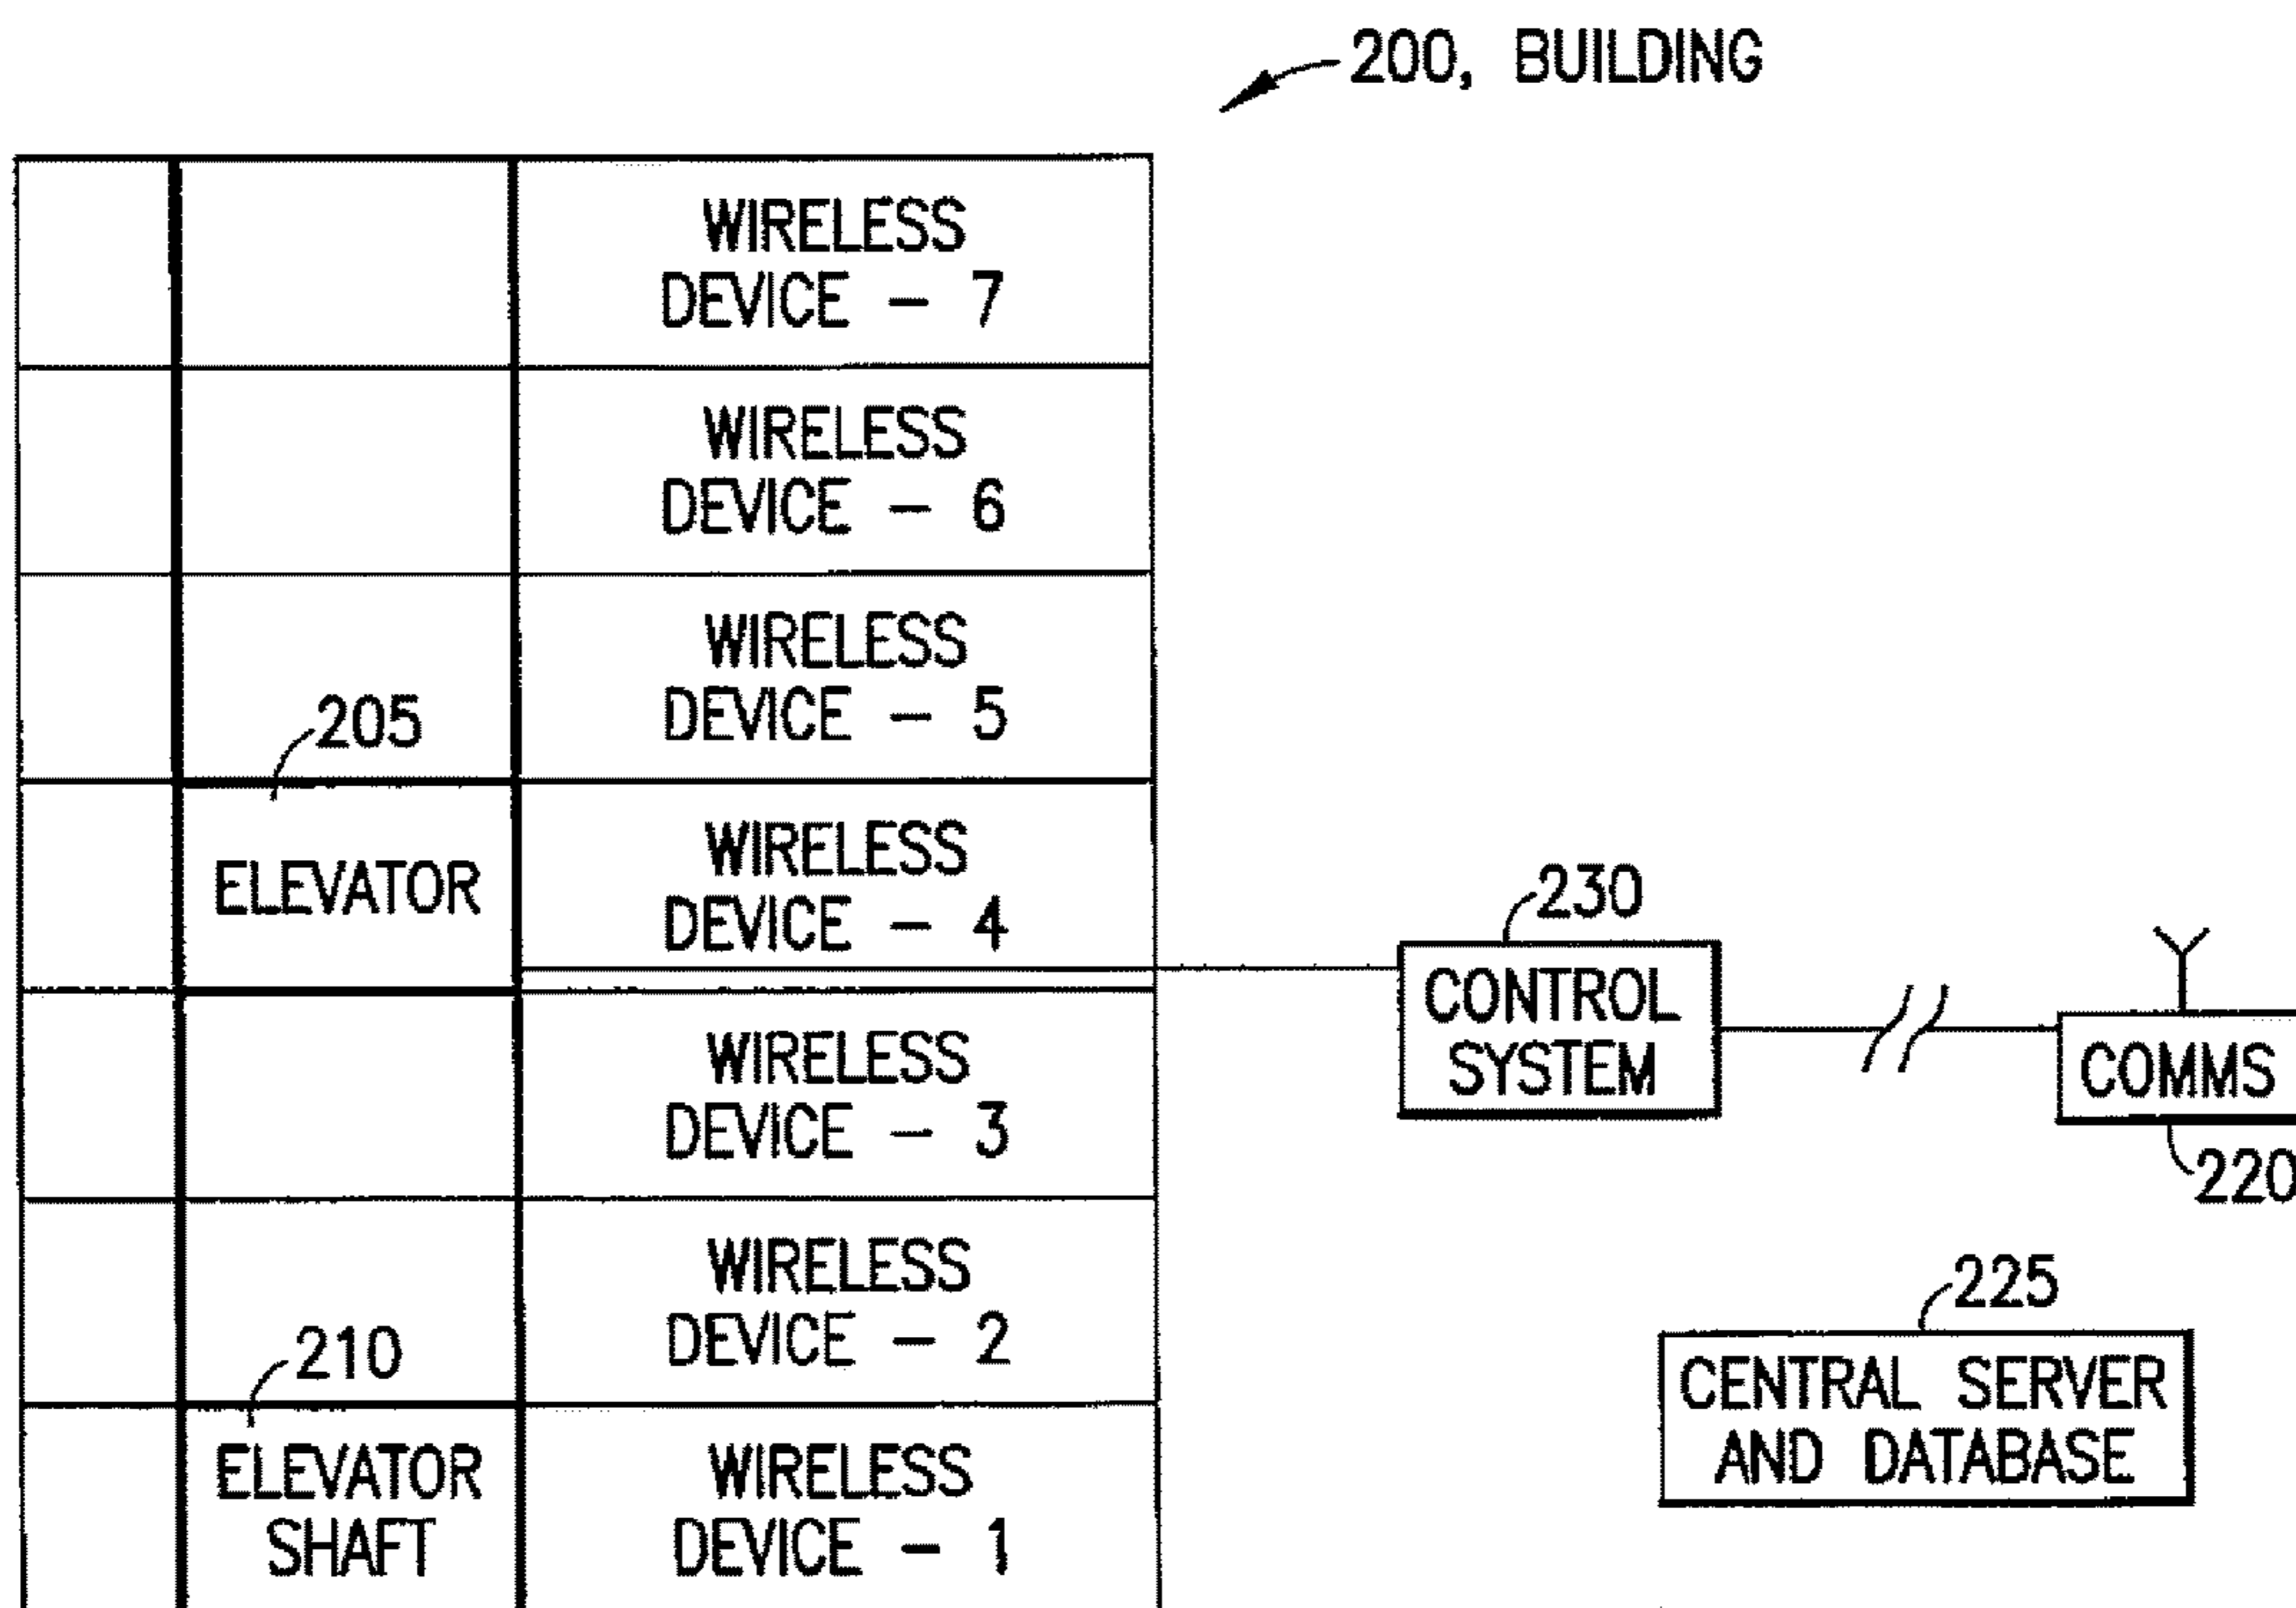 200, BUILDING
WIRELESS
DEVICE - 7
WIRELESS
DEVICE - 6
WIRELESS
DEVICE - 5
205
ELEVATOR
WIRELESS
DEVICE - 4
230
CONTROL
SYSTEM
COMMS
220
WIRELESS
DEVICE - 3
WIRELESS
DEVICE - 2
225
CENTRAL SERVER
AND DATABASE
210
ELEVATOR
SHAFT
WIRELESS
DEVICE - 1